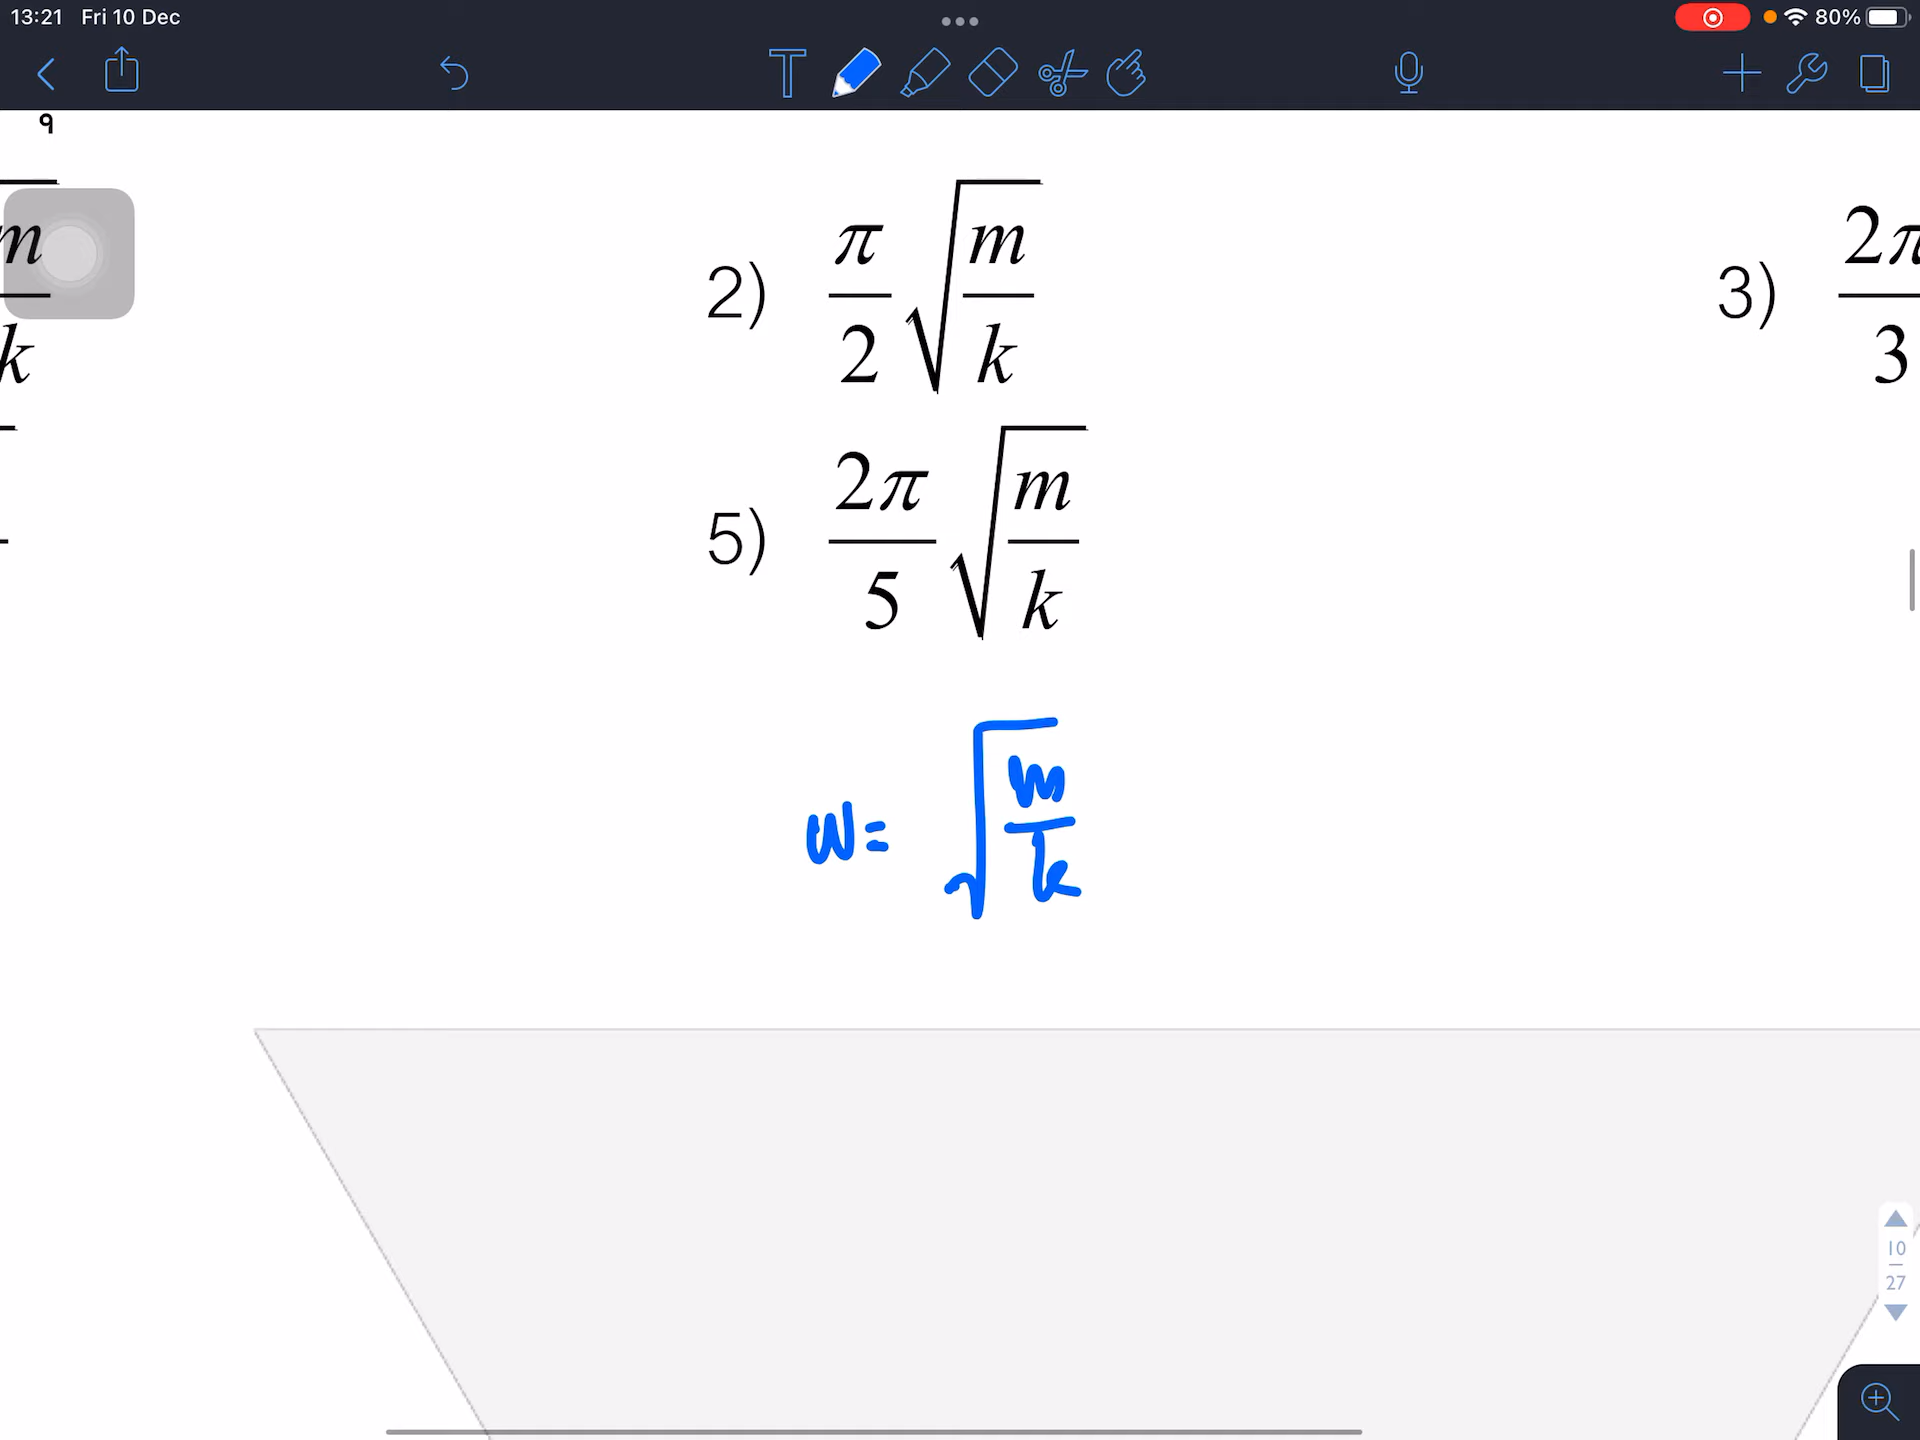 13:21 Fri 10 Dec
80%
T
9
m
k
2) π/2 √(m/k)
3) 2π/3
5) 2π/5 √(m/k)
w= √(m/k)
10
27